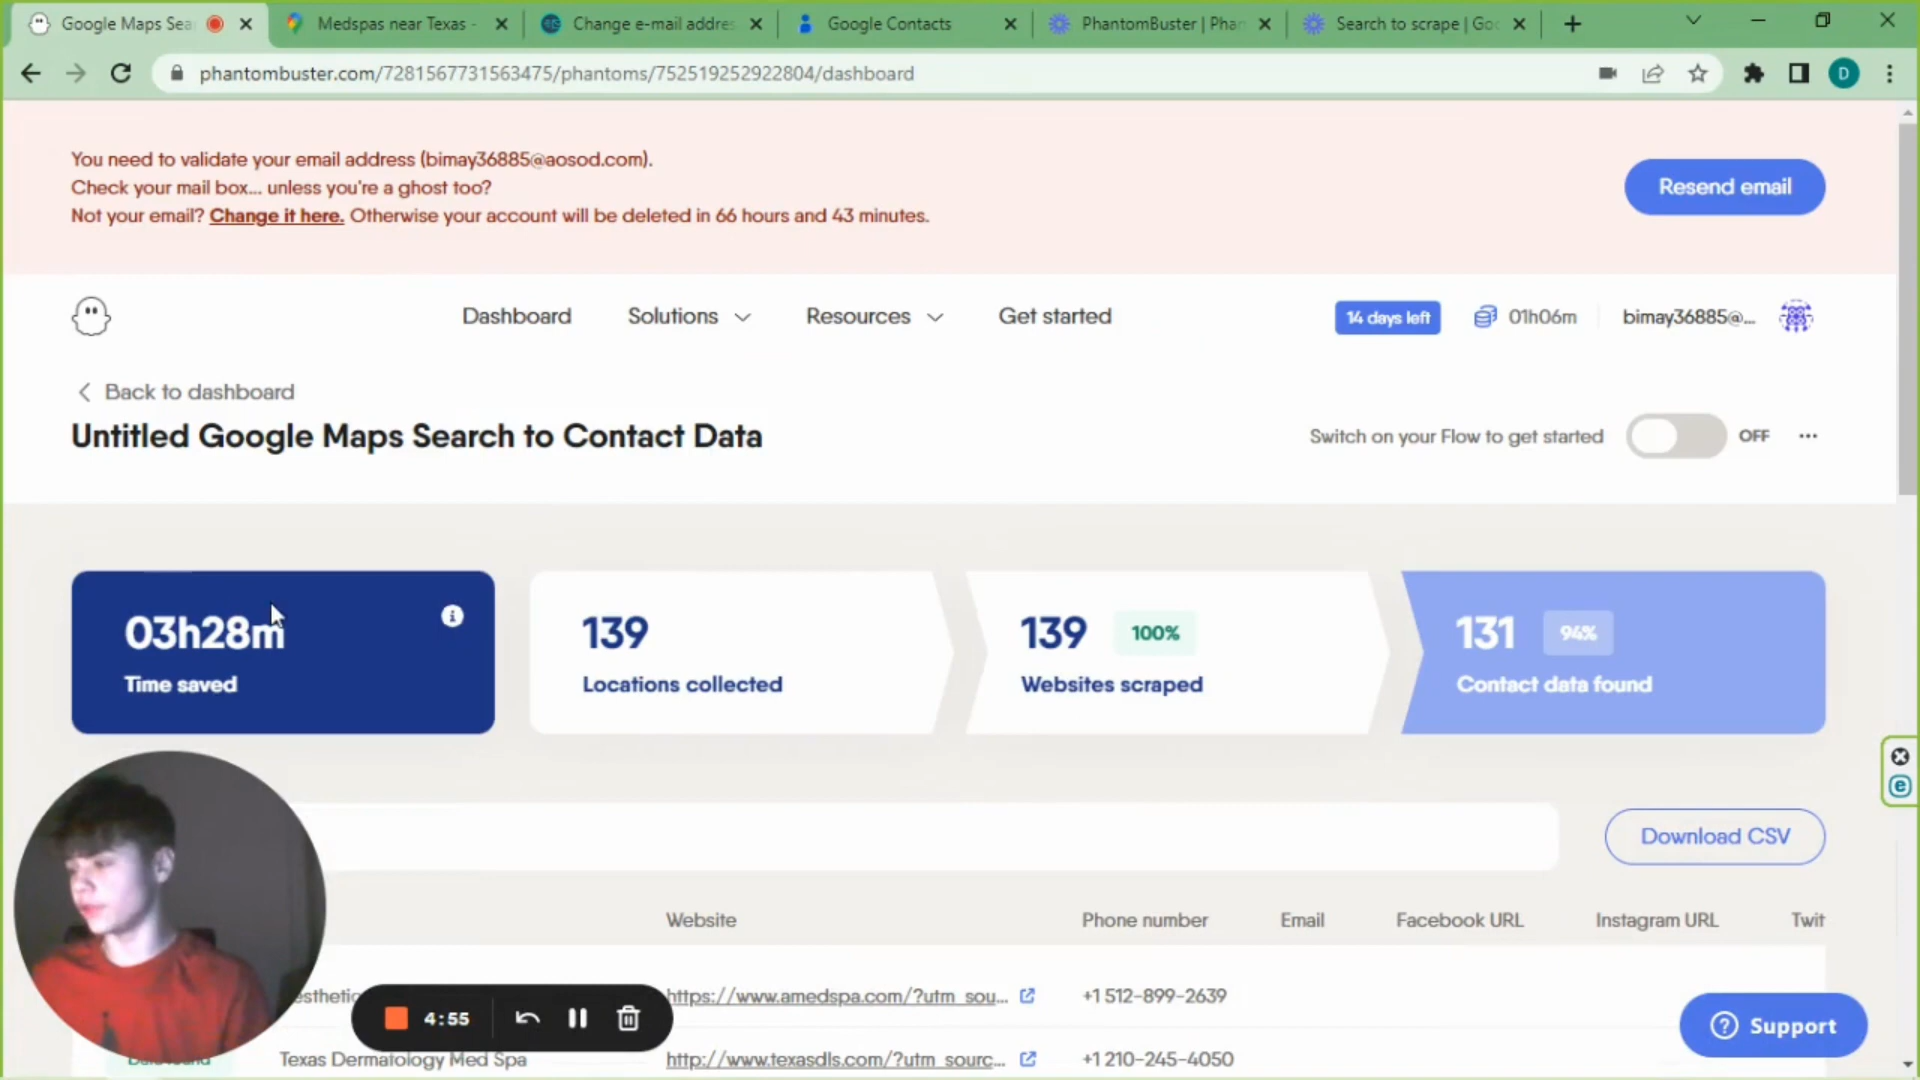 Google Maps Sea
Medspas near Texas -
Change e-mail addre
Google Contacts
PhantomBuster | Phan
Search to scrape | Goo
phantombuster.com/7281567731563475/phantoms/752519252922804/dashboard
D
You need to validate your email address (bimay36885@aosod.com).
Check your mail box... unless you're a ghost too?
Not your email? Change it here. Otherwise your account will be deleted in 66 hours and 43 minutes.
Resend email
Dashboard
Solutions
Resources
Get started
14 days left
01h06m
bimay36885@...
Back to dashboard
Untitled Google Maps Search to Contact Data
Switch on your Flow to get started
OFF
03h28m
Time saved
139
Locations collected
139 100%
Websites scraped
131 94%
Contact data found
Download CSV
Website
Phone number
Email
Facebook URL
Instagram URL
Twit
esthetic
https://www.amedspa.com/?utm_sou...
+1 512-899-2639
4:55
Support
Texas Dermatology Med Spa
http://www.texasdls.com/?utm_sourc...
+1 210-245-4050